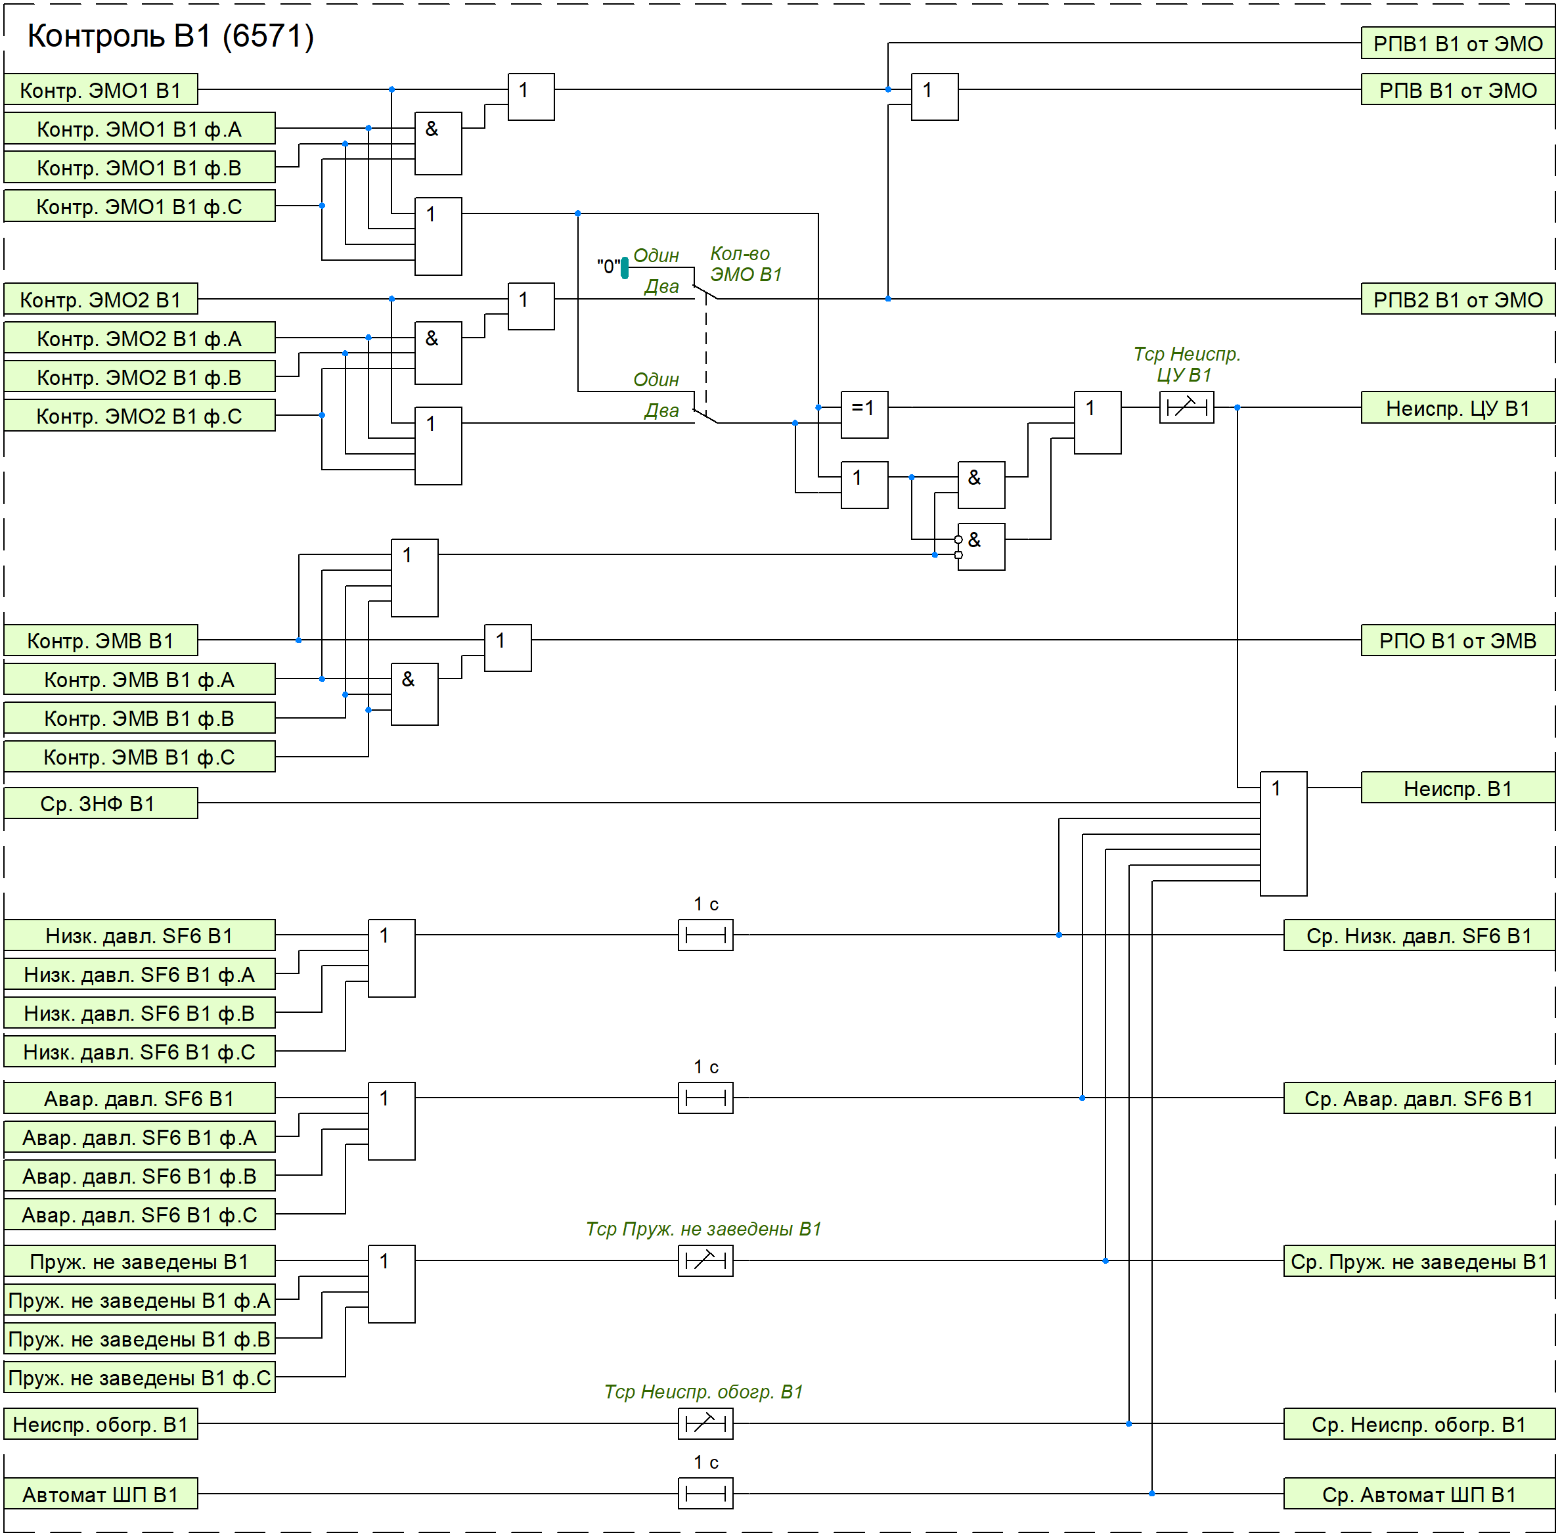 Контроль В1 (6571)
РПВ1 В1 от ЭМО
Контр. ЭМО1 В1
1
1
РПВ В1 от ЭМО
Контр. ЭМО1 В1 ф.А
&
Контр. ЭМО1 В1 ф.В
Контр. ЭМО1 В1 ф.С
1
"0"
Один
Кол-во
ЭМО В1
Два
Контр. ЭМО2 В1
1
РПВ2 В1 от ЭМО
Контр. ЭМО2 В1 ф.А
&
Контр. ЭМО2 В1 ф.В
Контр. ЭМО2 В1 ф.С
1
Один
Два
Тср Неиспр.
ЦУ В1
=1
1
Неиспр. ЦУ В1
1
&
&
1
Контр. ЭМВ В1
1
РПО В1 от ЭМВ
Контр. ЭМВ В1 ф.А
&
Контр. ЭМВ В1 ф.В
Контр. ЭМВ В1 ф.С
Ср. ЗНФ В1
1
Неиспр. В1
1 с
Низк. давл. SF6 В1
1
Ср. Низк. давл. SF6 В1
Низк. давл. SF6 В1 ф.А
Низк. давл. SF6 В1 ф.В
Низк. давл. SF6 В1 ф.С
1 с
Авар. давл. SF6 В1
1
Ср. Авар. давл. SF6 В1
Авар. давл. SF6 В1 ф.А
Авар. давл. SF6 В1 ф.В
Авар. давл. SF6 В1 ф.С
Тср Пруж. не заведены В1
Пруж. не заведены В1
1
Ср. Пруж. не заведены В1
Пруж. не заведены В1 ф.А
Пруж. не заведены В1 ф.В
Пруж. не заведены В1 ф.С
Тср Неиспр. обогр. В1
Неиспр. обогр. В1
Ср. Неиспр. обогр. В1
1 с
Автомат ШП В1
Ср. Автомат ШП В1